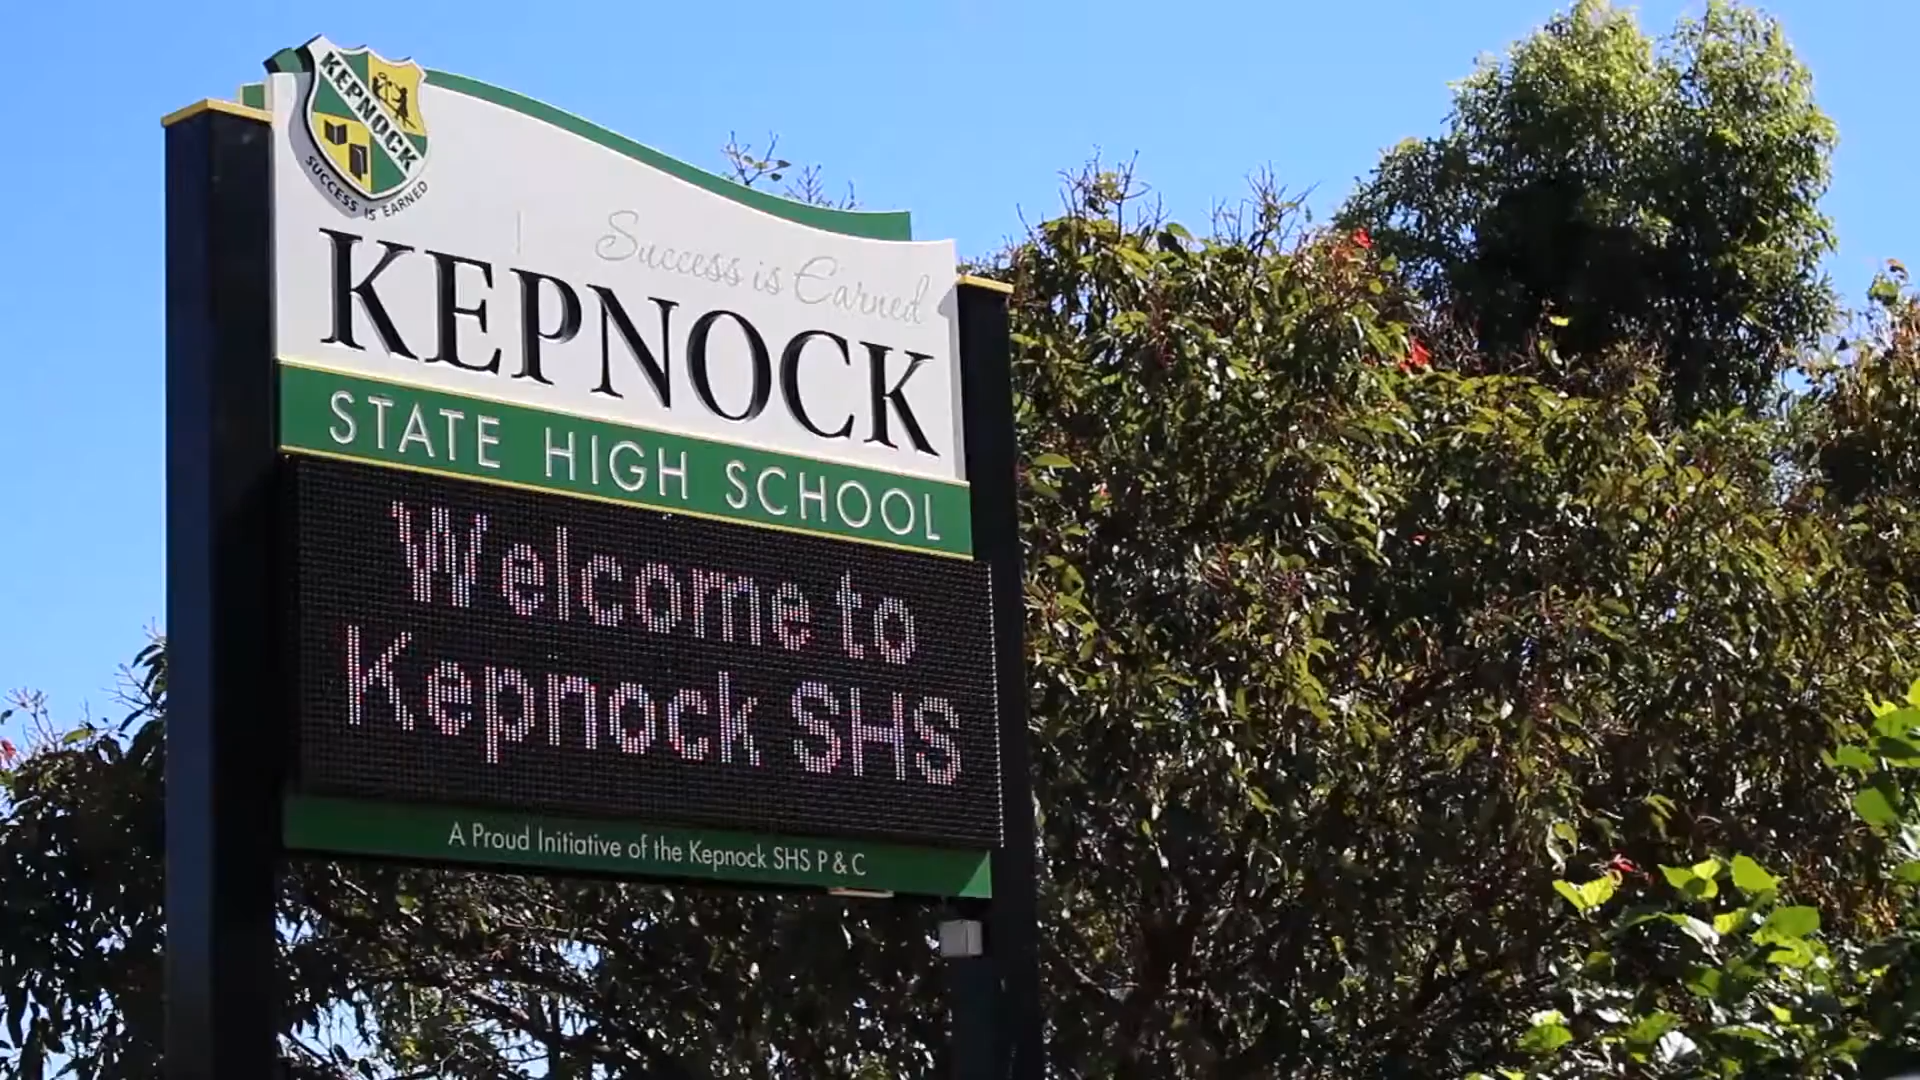 KEPNOCK
SUCCESS IS EARNED
Success is Earned
KEPNOCK
STATE HIGH SCHOOL
Welcome to
Kepnock SHS
A Proud Initiative of the Kepnock SHS P & C